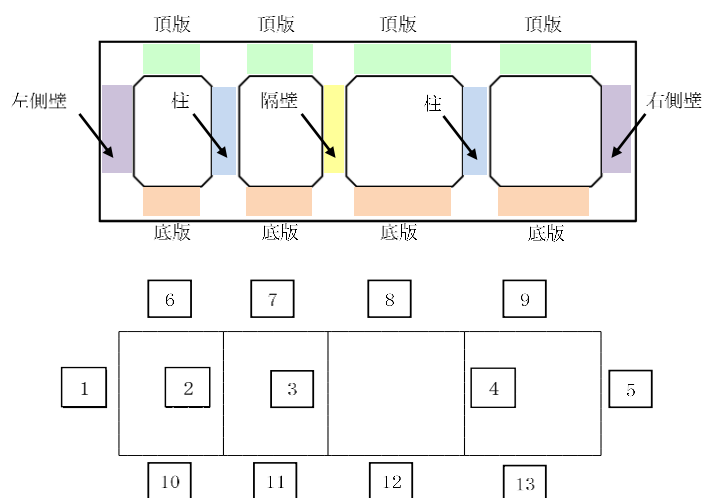 頂版 頂版 頂版 頂版
左側壁 柱 隔壁 柱 右側壁
底版 底版 底版 底版
6 7 8 9
1 2 3 4 5
10 11 12 13